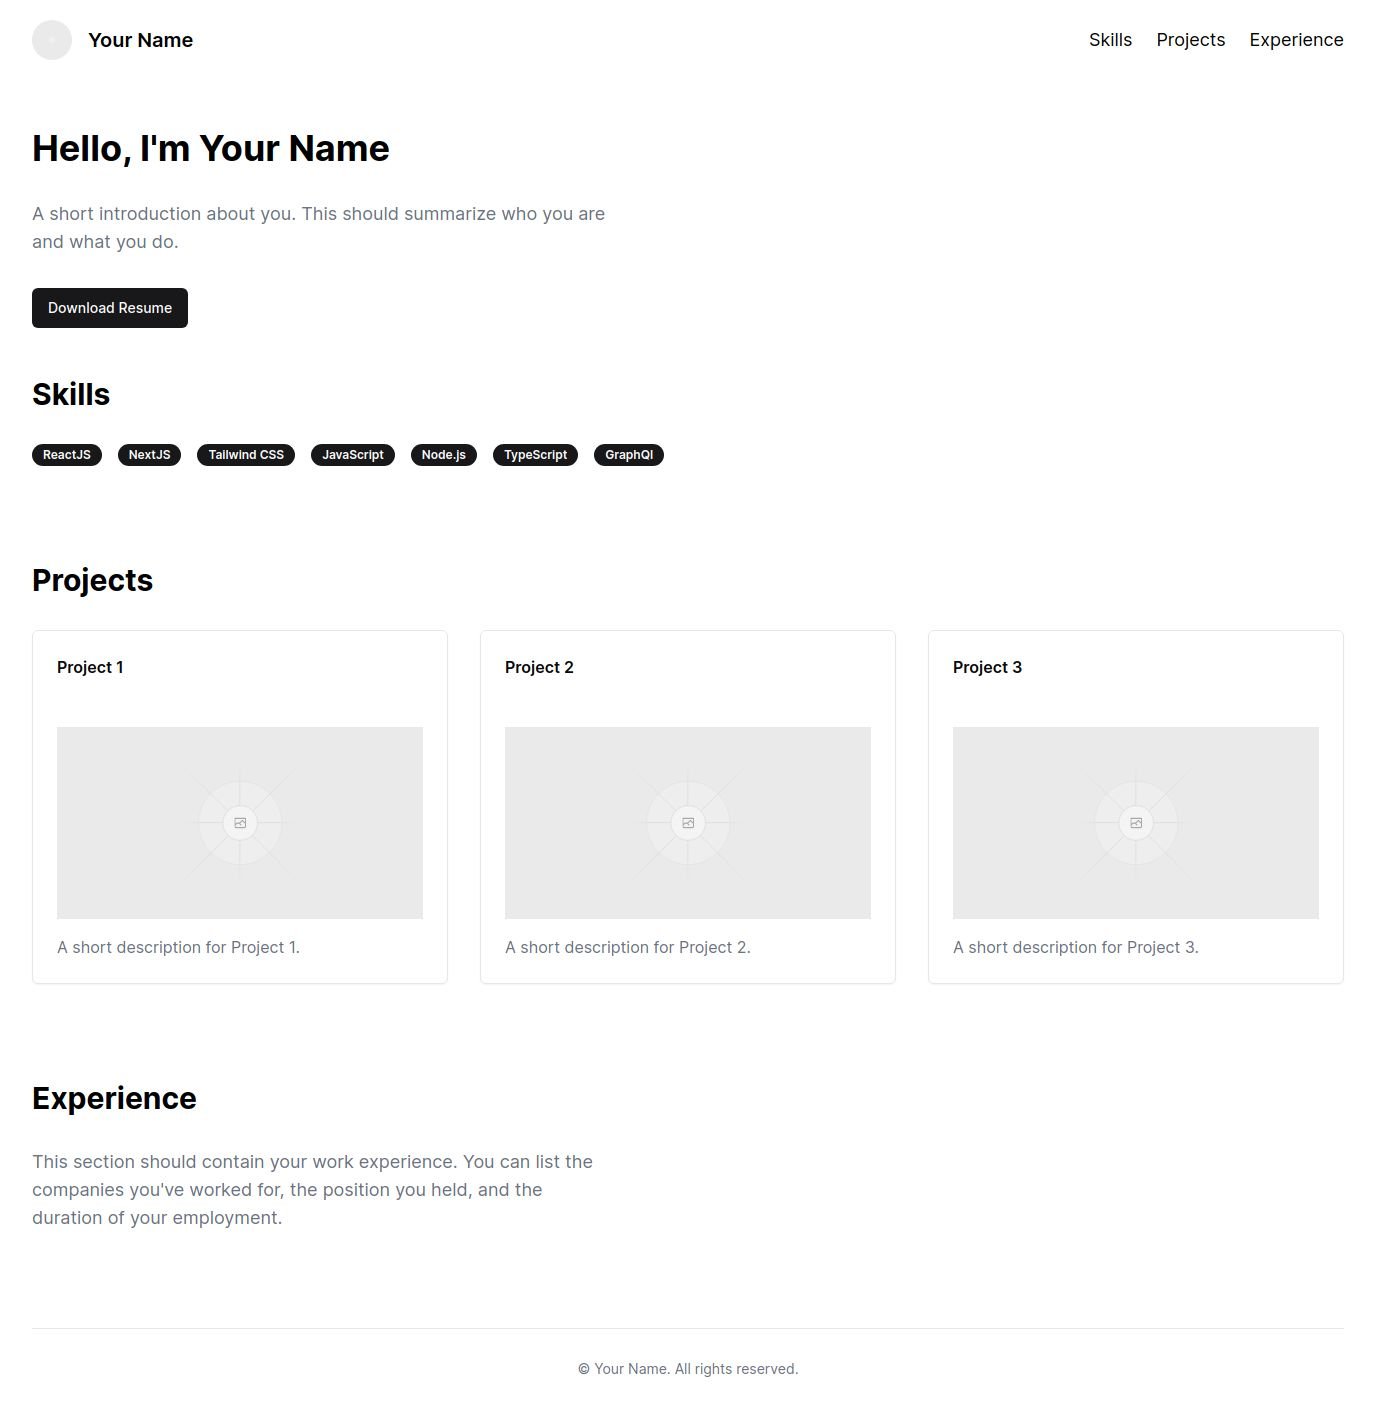 Your Name
Skills Projects Experience
Hello, I'm Your Name
A short introduction about you. This should summarize who you are
and what you do.
Download Resume
Skills
ReactJS NextJS Tailwind CSS JavaScript Node.js TypeScript GraphQl
Projects
Project 1 Project 2 Project 3
A short description for Project 1. A short description for Project 2. A short description for Project 3.
Experience
This section should contain your work experience. You can list the
companies you've worked for, the position you held, and the
duration of your employment.
© Your Name. All rights reserved.